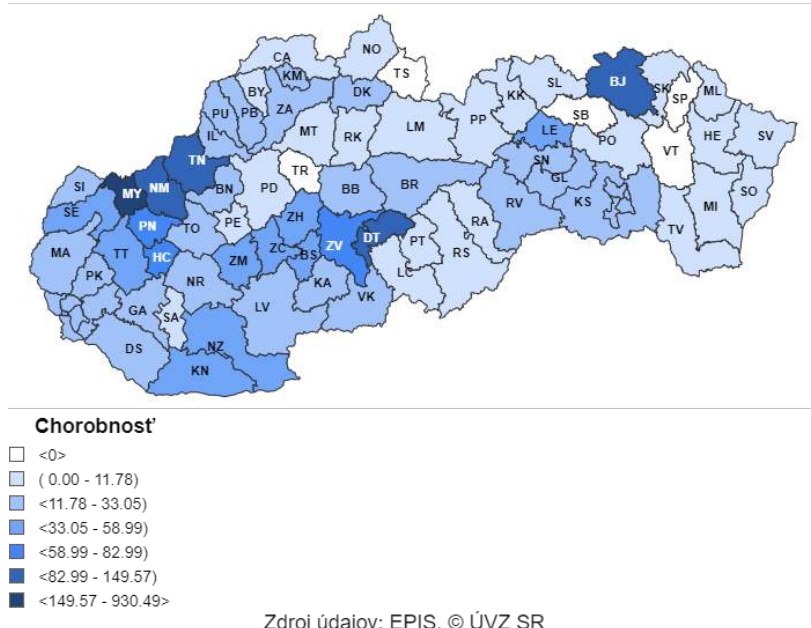 NO
CA
TS
KM
BY
DK
SL
BJ
SK
SP
ML
KK
PU
PB
ZA
SB
IL
MT
RK
LM
PP
LE
PO
HE
SV
TN
VT
SN
MY
NM
BN
PD
TR
BB
BR
GL
SO
SI
SE
ZH
RV
KS
MI
PN
TO
PE
RA
TV
MA
TT
HC
ZM
ZC
BS
ZV
DT
PT
RS
PK
NR
KA
LC
GA
SA
LV
VK
DS
NZ
KN
Chorobnosť
<0>
( 0.00 - 11.78)
<11.78 - 33.05)
<33.05 - 58.99)
<58.99 - 82.99)
<82.99 - 149.57)
<149.57 - 930.49>
Zdroj údajov: EPIS, © ÚVZ SR